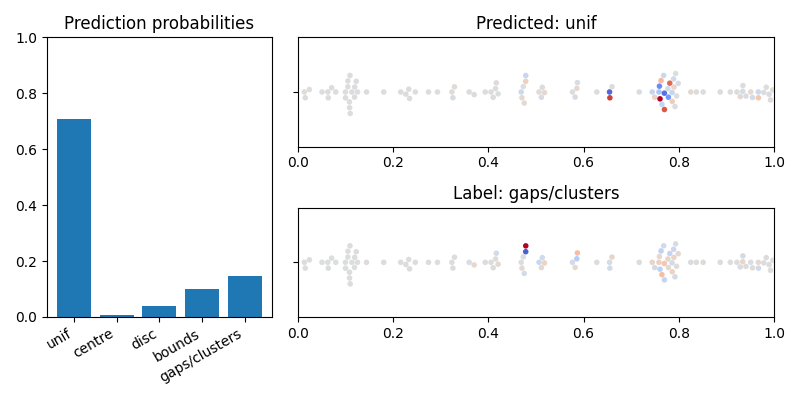 Prediction probabilities
1.0
0.8
0.6
0.4
0.2
0.0
unif
centre
disc
bounds
gaps/clusters
Predicted: unif
0.0 0.2 0.4 0.6 0.8 1.0
Label: gaps/clusters
0.0 0.2 0.4 0.6 0.8 1.0